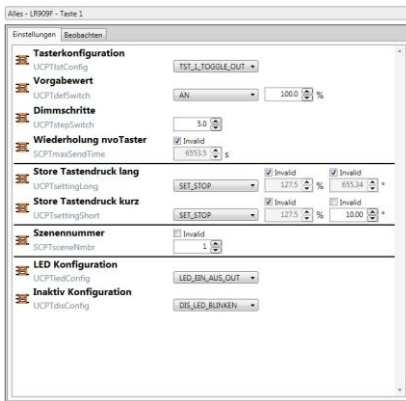 Alles - LR909F - Taste 1
Einstellungen Beobachten
Tasterkonfiguration
UCPTtstConfig TST_1_TOGGLE_OUT
Vorgabewert
UCPTdefSwitch AN 100.0 %
Dimmschritte
UCPTstepSwitch 5.0
Wiederholung nvoTaster Invalid
SCPTmaxSendTime 6553.5 s
Store Tastendruck lang Invalid Invalid
UCPTsettingLong SET_STOP 127.5 % 655.34 °
Store Tastendruck kurz Invalid Invalid
UCPTsettingShort SET_STOP 127.5 % 10.00 °
Szenennummer Invalid
SCPTsceneNmbr 1
LED Konfiguration
UCPTledConfig LED_EIN_AUS_OUT
Inaktiv Konfiguration
UCPTdisConfig DIS_LED_BLINKEN